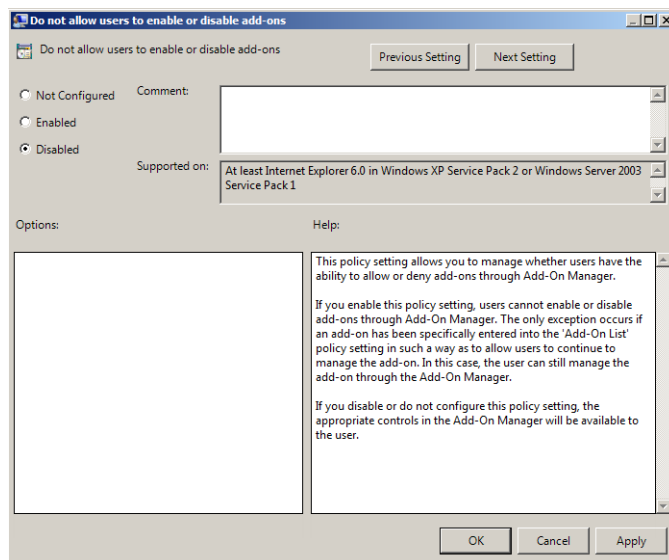 Do not allow users to enable or disable add-ons
Do not allow users to enable or disable add-ons
Previous Setting
Next Setting
Not Configured
Comment:
Enabled
Disabled
Supported on:
At least Internet Explorer 6.0 in Windows XP Service Pack 2 or Windows Server 2003
Service Pack 1
Options:
Help:
This policy setting allows you to manage whether users have the
ability to allow or deny add-ons through Add-On Manager.
If you enable this policy setting, users cannot enable or disable
add-ons through Add-On Manager. The only exception occurs if
an add-on has been specifically entered into the 'Add-On List'
policy setting in such a way as to allow users to continue to
manage the add-on. In this case, the user can still manage the
add-on through the Add-On Manager.
If you disable or do not configure this policy setting, the
appropriate controls in the Add-On Manager will be available to
the user.
OK
Cancel
Apply